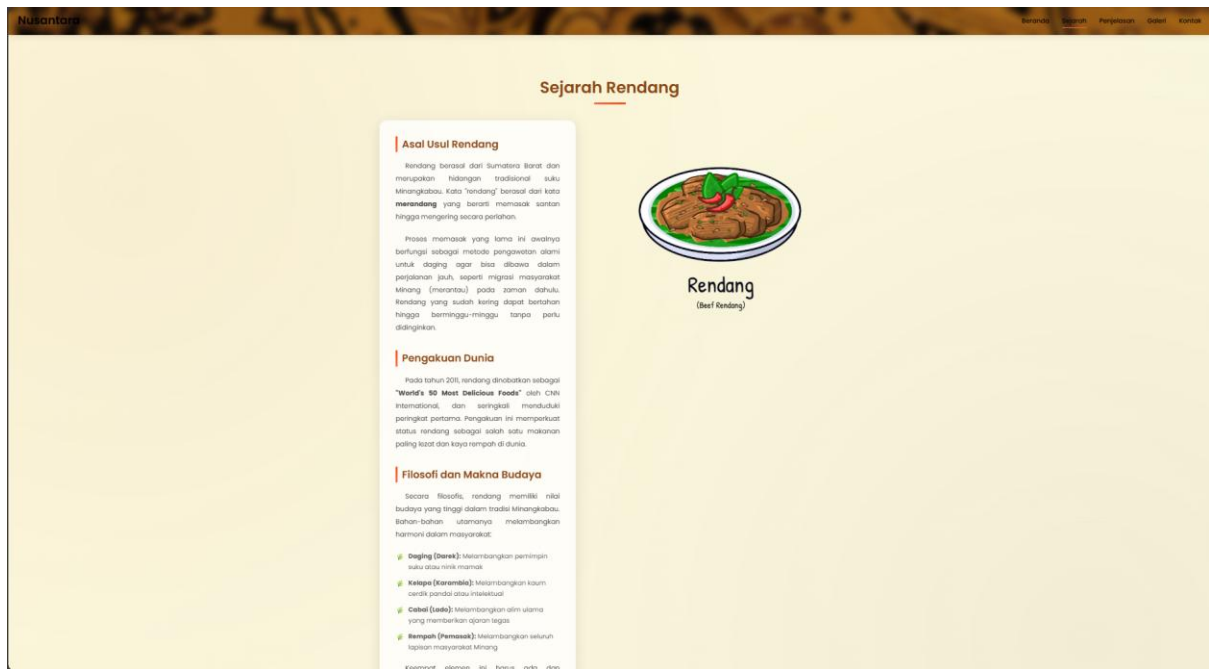 Nusantara
Beranda Sejarah Penjelasan Galeri Kontak
Sejarah Rendang
Asal Usul Rendang
Rendang berasal dari Sumatera Barat dan
merupakan hidangan tradisional suku
Minangkabau. Kata "rendang" berasal dari kata
merandang yang berarti memasak santan
hingga mengering secara perlahan.
Proses memasak yang lama ini awalnya
berfungsi sebagai metode pengawetan alami
untuk daging agar bisa dibawa dalam
perjalanan jauh, seperti migrasi masyarakat
Minang (merantau) pada zaman dahulu.
Rendang yang sudah kering dapat bertahan
hingga berminggu-minggu tanpa perlu
didinginkan.
Pengakuan Dunia
Pada tahun 2011, rendang dinobatkan sebagai
"World's 50 Most Delicious Foods" oleh CNN
International, dan seringkali menduduki
peringkat pertama. Pengakuan ini memperkuat
status rendang sebagai salah satu makanan
paling lezat dan kaya rempah di dunia.
Filosofi dan Makna Budaya
Secara filosofis, rendang memiliki nilai
budaya yang tinggi dalam tradisi Minangkabau.
Bahan-bahan utamanya melambangkan
harmoni dalam masyarakat:
Daging (Darek): Melambangkan pemimpin
suku atau ninik mamak
Kelapa (Karambia): Melambangkan kaum
cerdik pandai atau intelektual
Cabai (Lado): Melambangkan alim ulama
yang memberikan ajaran tegas
Rempah (Pemasak): Melambangkan seluruh
lapisan masyarakat Minang
Keempat elemen ini harus ada dan
Rendang
(Beef Rendang)